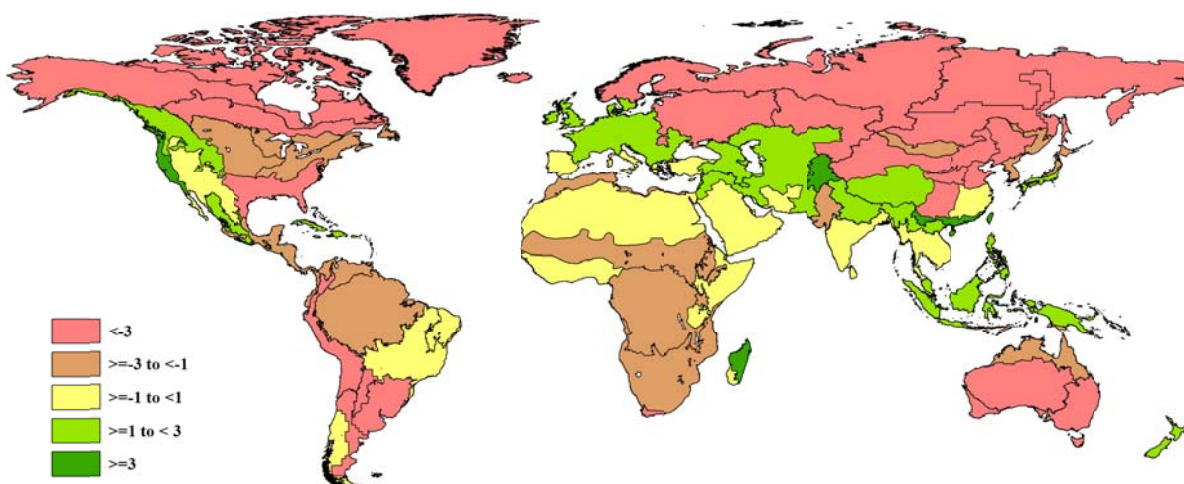 <-3
>=-3 to <-1
>=-1 to <1
>=1 to < 3
>=3